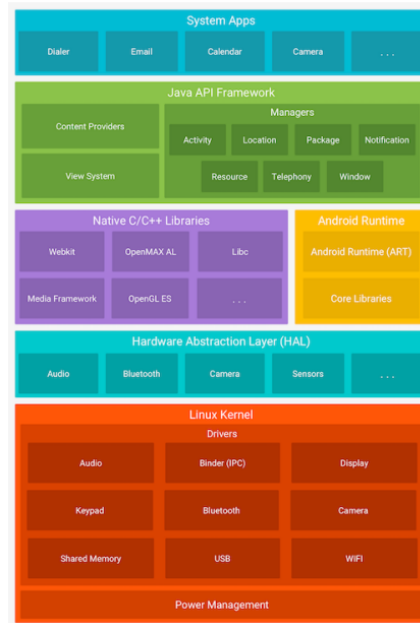 System Apps
Dialer
Email
Calendar
Camera
. . .
Java API Framework
Content Providers
View System
Managers
Activity
Location
Package
Notification
Resource
Telephony
Window
Native C/C++ Libraries
Webkit
OpenMAX AL
Libc
Media Framework
OpenGL ES
. . .
Android Runtime
Android Runtime (ART)
Core Libraries
Hardware Abstraction Layer (HAL)
Audio
Bluetooth
Camera
Sensors
. . .
Linux Kernel
Drivers
Audio
Binder (IPC)
Display
Keypad
Bluetooth
Camera
Shared Memory
USB
WIFI
Power Management